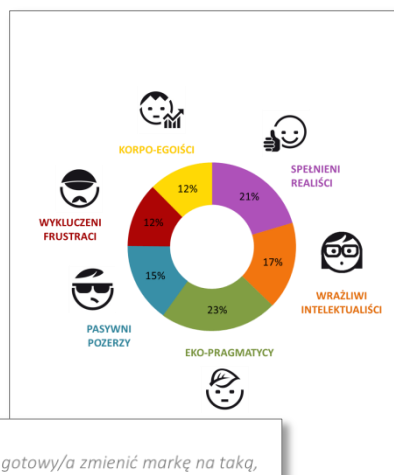 KORPO-EGOIŚCI
12%
SPEŁNIENI
REALIŚCI
21%
WYKLUCZENI
FRUSTRACI
12%
17%
WRAŻLIWI
INTELEKTUALIŚCI
15%
23%
PASYWNI
POZERZY
EKO-PRAGMATYCY
gotowy/a zmienić markę na taką,